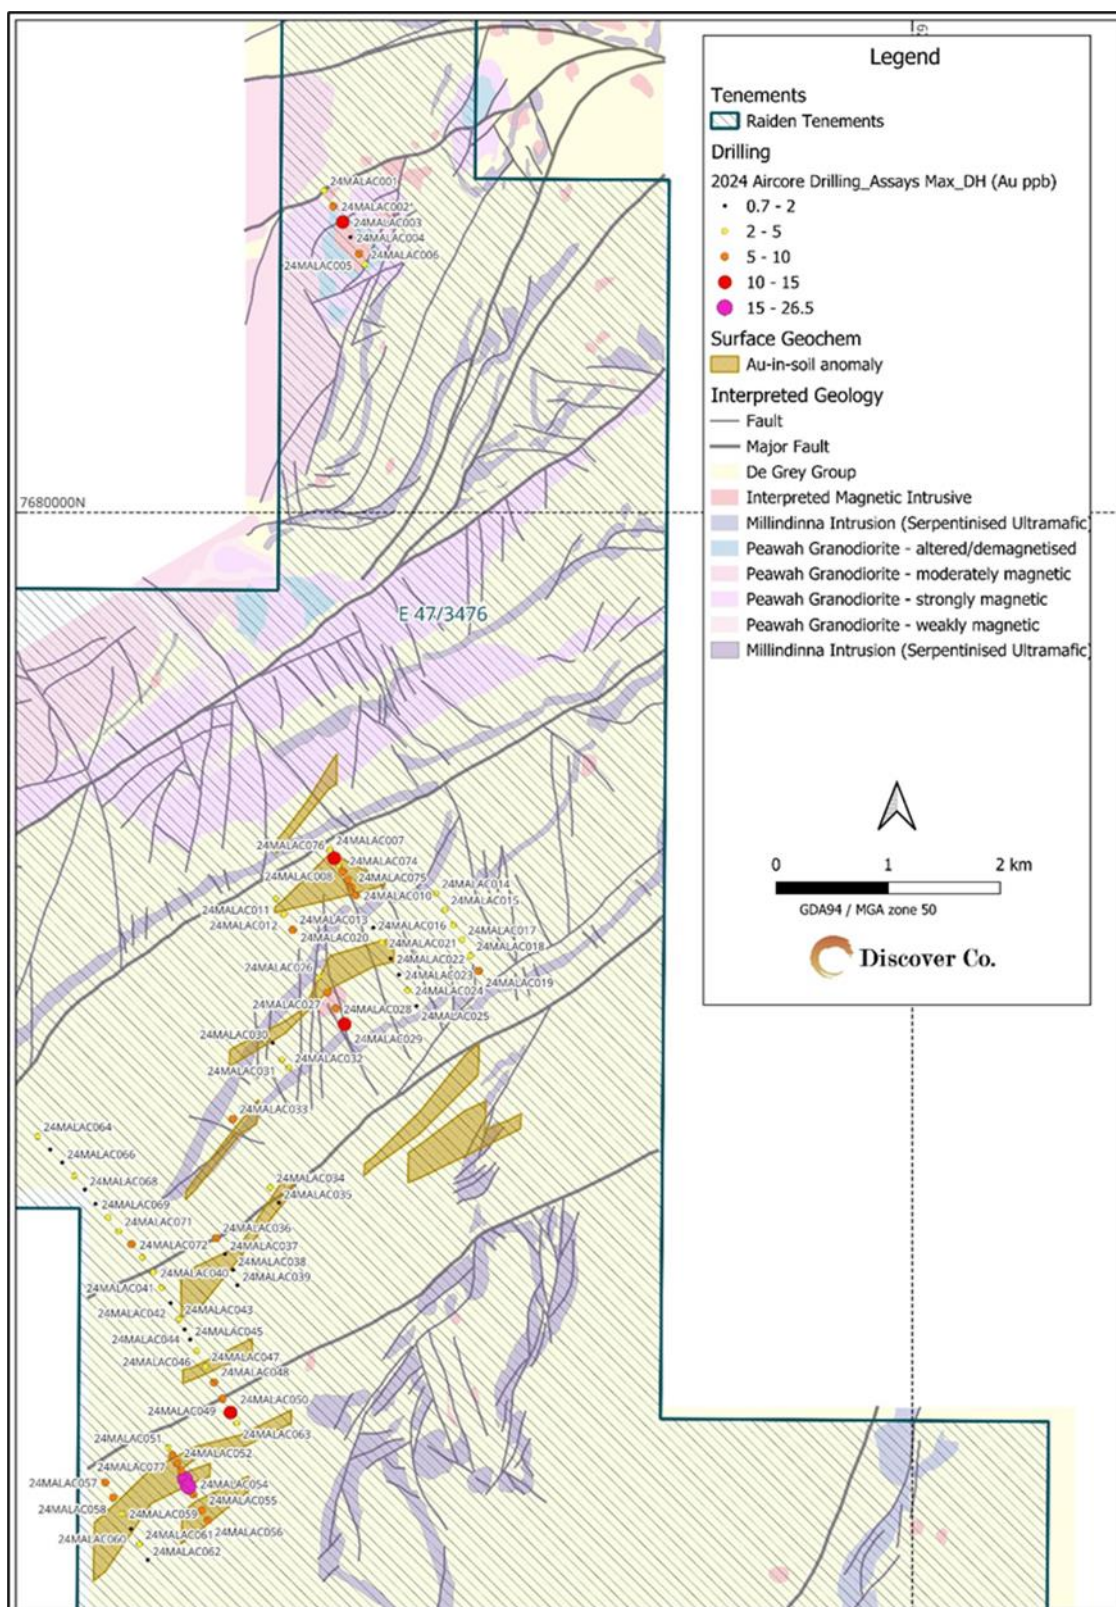 Legend
Tenements
Raiden Tenements
Drilling
2024 Aircore Drilling_Assays Max_DH (Au ppb)
0.7 - 2
2 - 5
5 - 10
10 - 15
15 - 26.5
Surface Geochem
Au-in-soil anomaly
Interpreted Geology
Fault
Major Fault
De Grey Group
Interpreted Magnetic Intrusive
Millindinna Intrusion (Serpentinised Ultramafic)
Peawah Granodiorite - altered/demagnetised
Peawah Granodiorite - moderately magnetic
Peawah Granodiorite - strongly magnetic
Peawah Granodiorite - weakly magnetic
Millindinna Intrusion (Serpentinised Ultramafic)
0 1 2 km
GDA94 / MGA zone 50
Discover Co.
24MALAC001
24MALAC002
24MALAC003
24MALAC004
24MALAC006
24MALAC005
7680000N
E 47/3476
24MALAC007
24MALAC076
24MALAC074
24MALAC008
24MALAC075
24MALAC014
24MALAC010
24MALAC015
24MALAC011
24MALAC013
24MALAC016
24MALAC012
24MALAC017
24MALAC020
24MALAC021
24MALAC018
24MALAC022
24MALAC026
24MALAC023
24MALAC019
24MALAC024
24MALAC027
24MALAC028
24MALAC025
24MALAC030
24MALAC029
24MALAC032
24MALAC031
24MALAC033
24MALAC064
24MALAC066
24MALAC034
24MALAC068
24MALAC035
24MALAC069
24MALAC071
24MALAC036
24MALAC072
24MALAC037
24MALAC038
24MALAC040
24MALAC039
24MALAC041
24MALAC042
24MALAC043
24MALAC045
24MALAC044
24MALAC047
24MALAC046
24MALAC048
24MALAC050
24MALAC049
24MALAC063
24MALAC051
24MALAC052
24MALAC077
24MALAC057
24MALAC054
24MALAC055
24MALAC058
24MALAC059
24MALAC056
24MALAC060
24MALAC061
24MALAC062